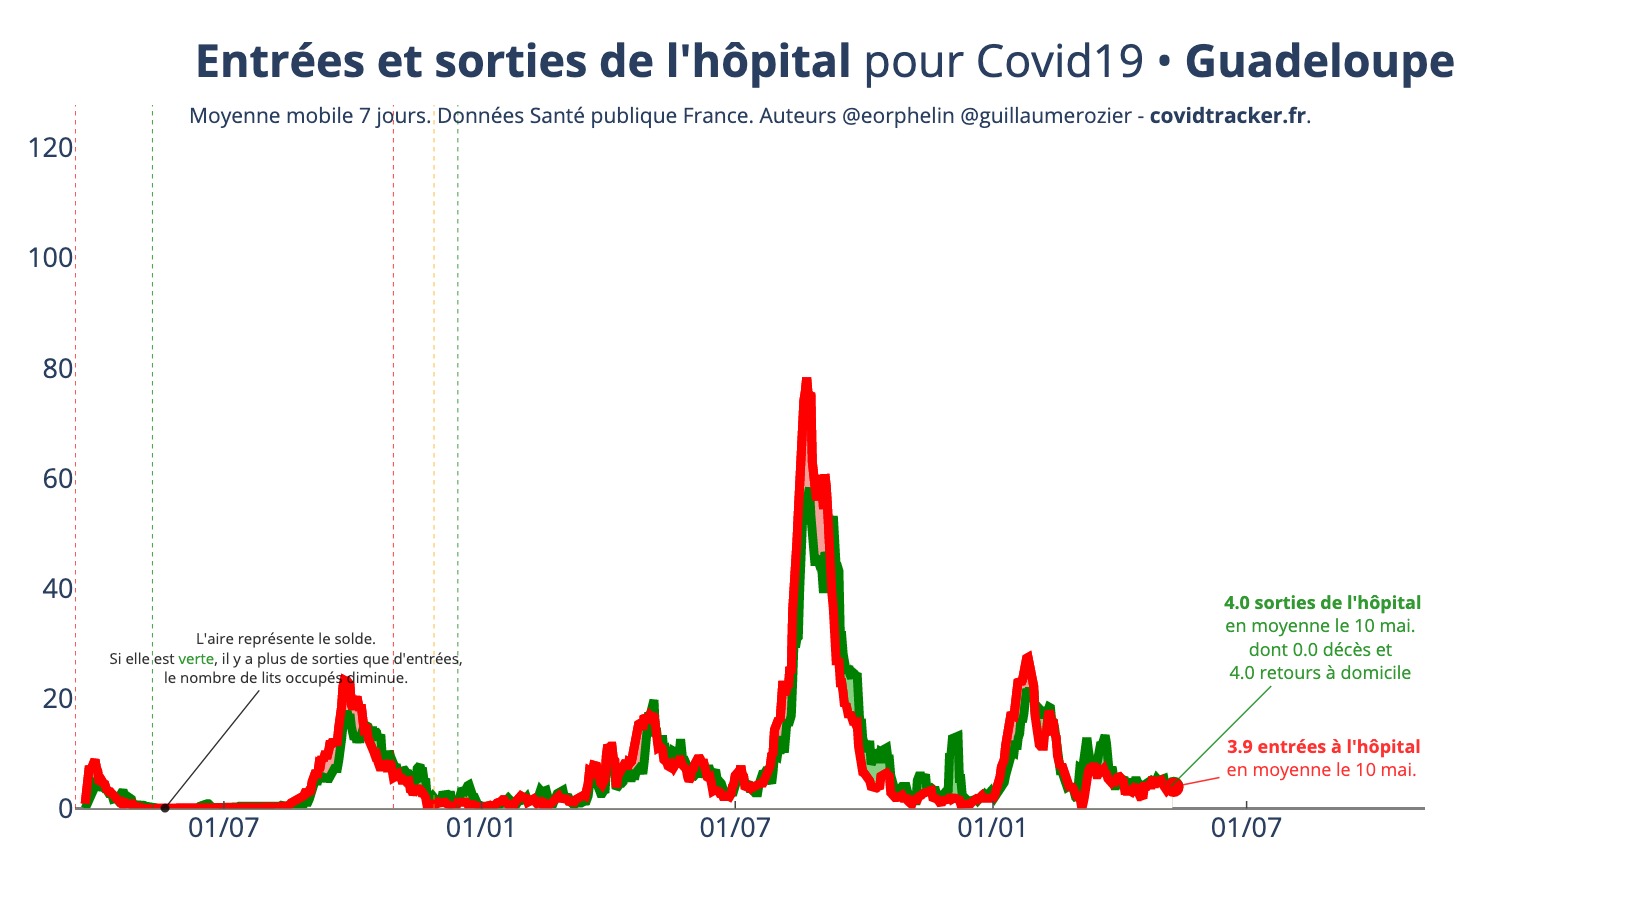 Entrées et sorties de l'hôpital pour Covid19 • Guadeloupe
Moyenne mobile 7 jours. Données Santé publique France. Auteurs @eorphelin @guillaumerozier - covidtracker.fr.
120
100
80
60
40
20
0
L'aire représente le solde.
Si elle est verte, il y a plus de sorties que d'entrées,
le nombre de lits occupés diminue.
4.0 sorties de l'hôpital
en moyenne le 10 mai.
dont 0.0 décès et
4.0 retours à domicile
3.9 entrées à l'hôpital
en moyenne le 10 mai.
01/07
01/01
01/07
01/01
01/07